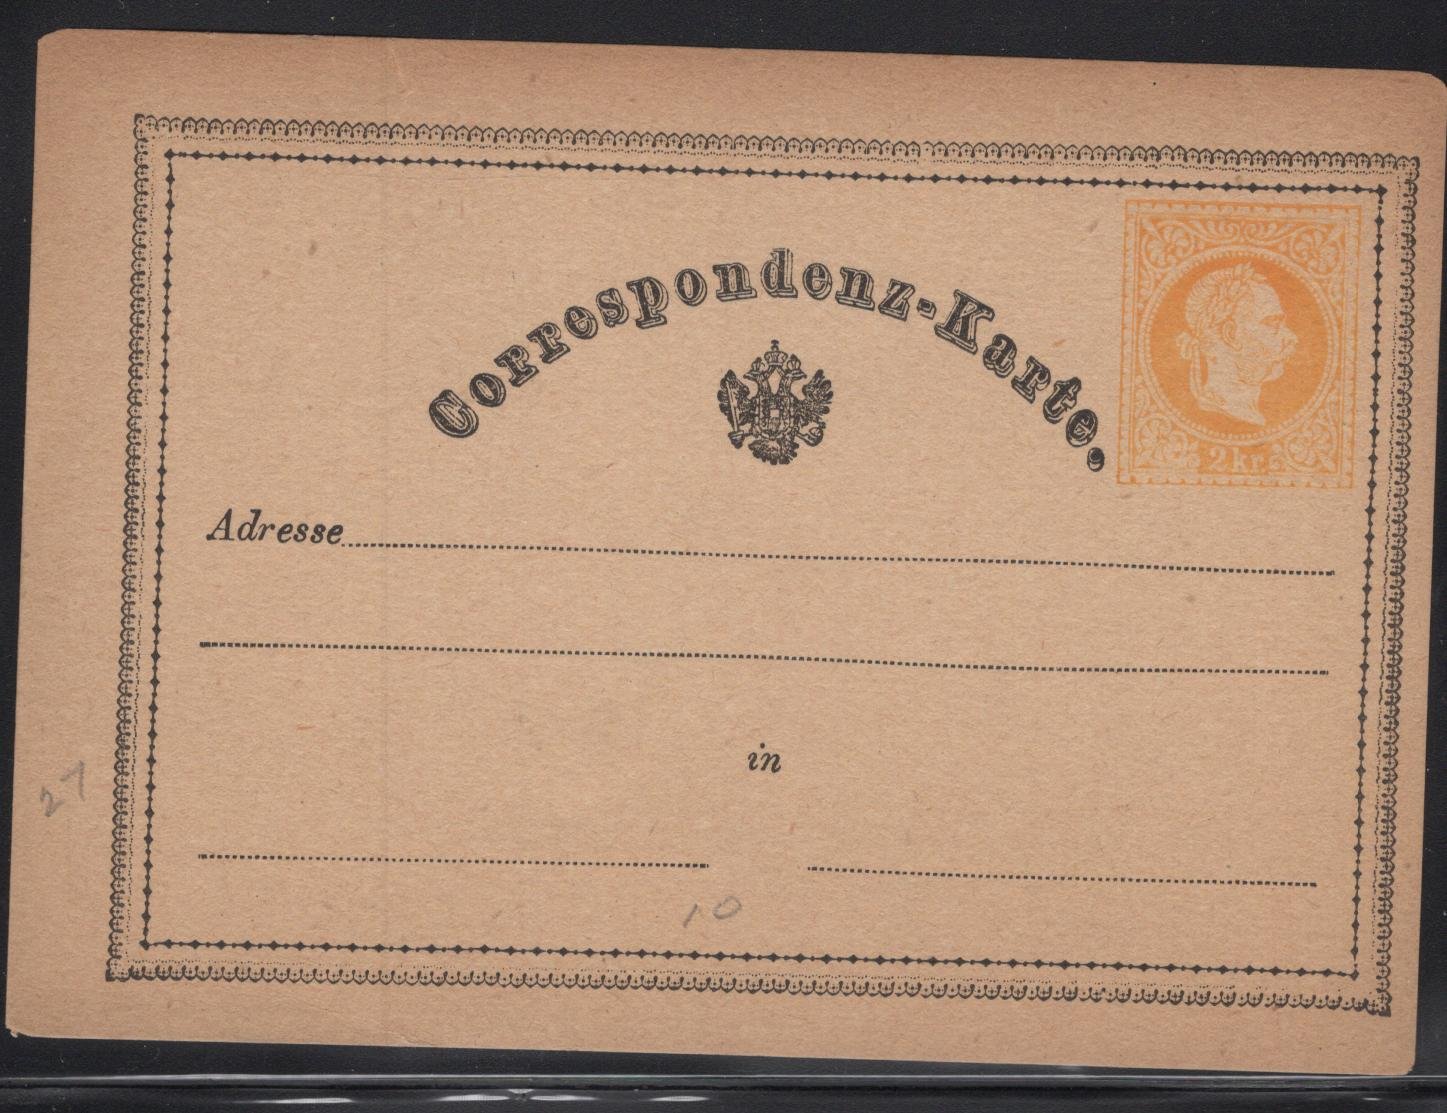 Correspondenz-Karte.
2 kr.
Adresse
in
27
10